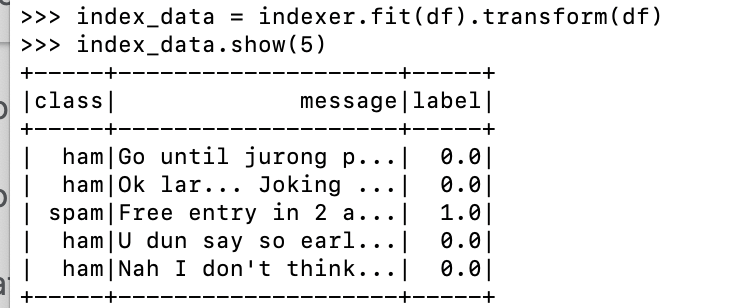 >>> index_data = indexer.fit(df).transform(df)
>>> index_data.show(5)
+-----+--------------------+-----+
|class|             message|label|
+-----+--------------------+-----+
|  ham|Go until jurong p...|  0.0|
|  ham|Ok lar... Joking ...|  0.0|
| spam|Free entry in 2 a...|  1.0|
|  ham|U dun say so earl...|  0.0|
|  ham|Nah I don't think...|  0.0|
+-----+--------------------+-----+